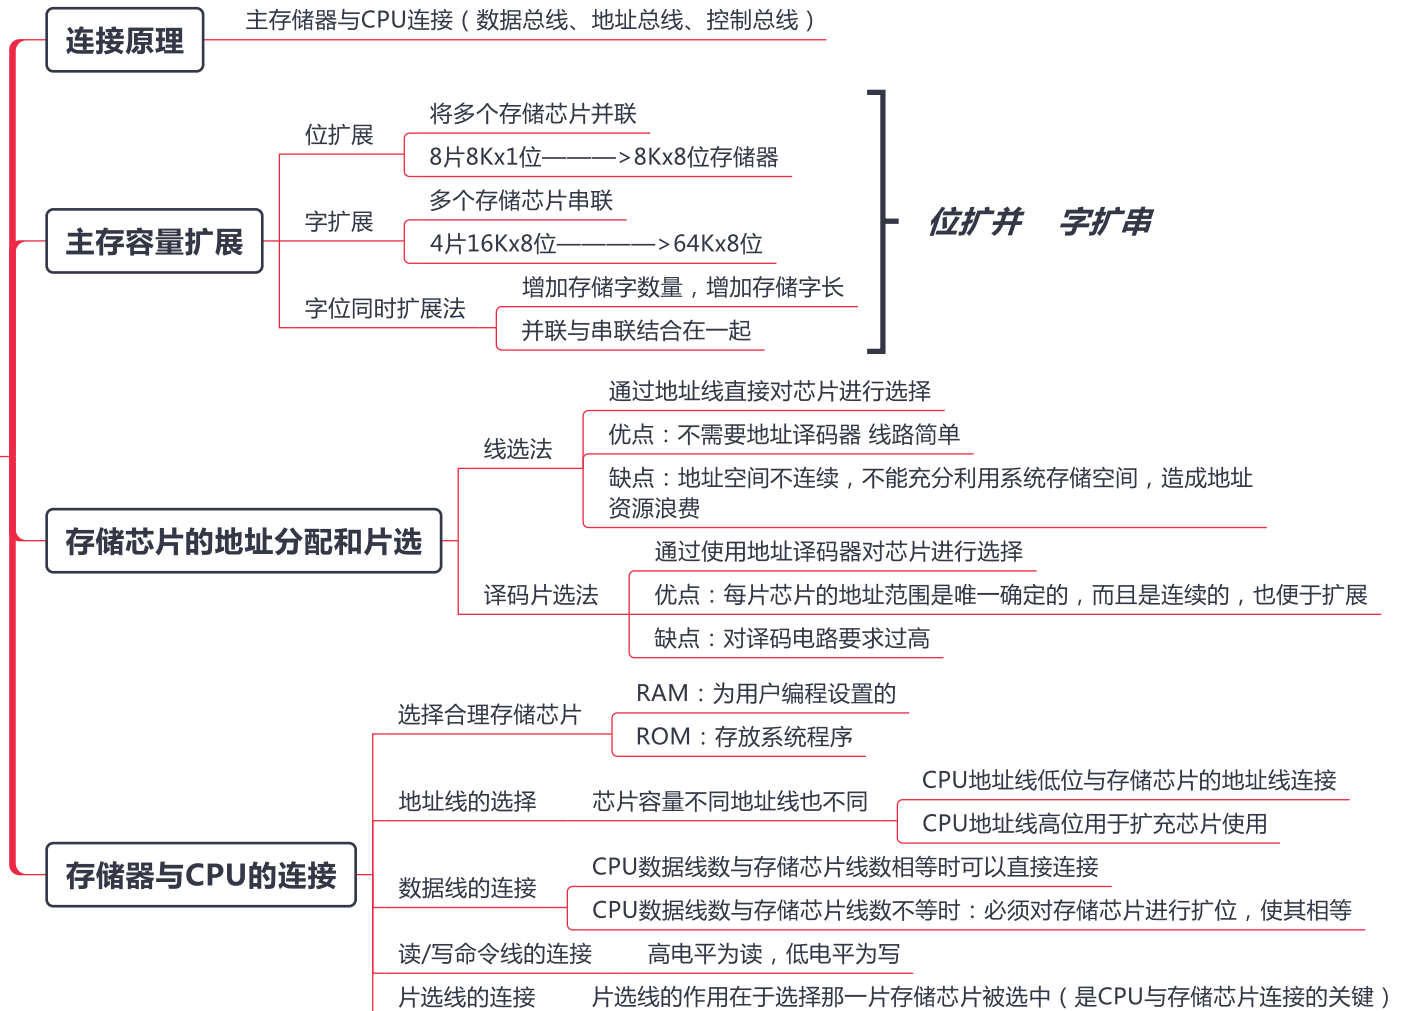 连接原理
主存储器与CPU连接（数据总线、地址总线、控制总线）
主存容量扩展
位扩展
将多个存储芯片并联
8片8Kx1位————>8Kx8位存储器
字扩展
多个存储芯片串联
4片16Kx8位————>64Kx8位
字位同时扩展法
增加存储字数量，增加存储字长
并联与串联结合在一起
位扩并 字扩串
存储芯片的地址分配和片选
线选法
通过地址线直接对芯片进行选择
优点：不需要地址译码器 线路简单
缺点：地址空间不连续，不能充分利用系统存储空间，造成地址
资源浪费
译码片选法
通过使用地址译码器对芯片进行选择
优点：每片芯片的地址范围是唯一确定的，而且是连续的，也便于扩展
缺点：对译码电路要求过高
存储器与CPU的连接
选择合理存储芯片
RAM：为用户编程设置的
ROM：存放系统程序
地址线的选择
芯片容量不同地址线也不同
CPU地址线低位与存储芯片的地址线连接
CPU地址线高位用于扩充芯片使用
数据线的连接
CPU数据线数与存储芯片线数相等时可以直接连接
CPU数据线数与存储芯片线数不等时：必须对存储芯片进行扩位，使其相等
读/写命令线的连接
高电平为读，低电平为写
片选线的连接
片选线的作用在于选择那一片存储芯片被选中（是CPU与存储芯片连接的关键）